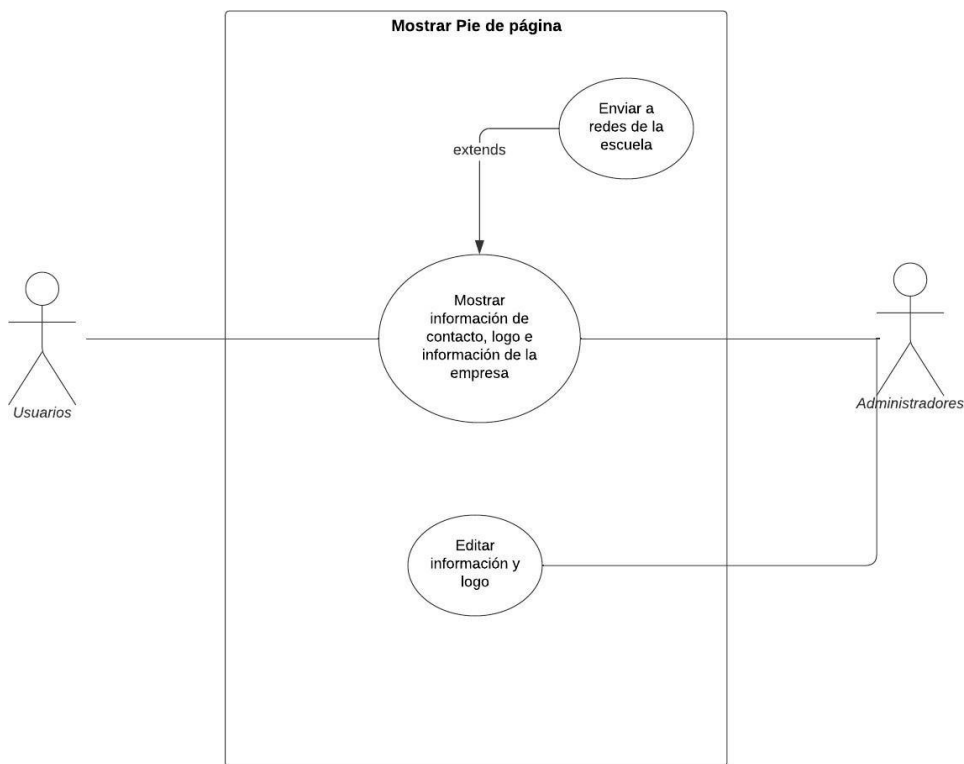 Mostrar Pie de página
Enviar a
redes de la
escuela
extends
Mostrar
información de
contacto, logo e
información de la
empresa
Usuarios
Administradores
Editar
información y
logo